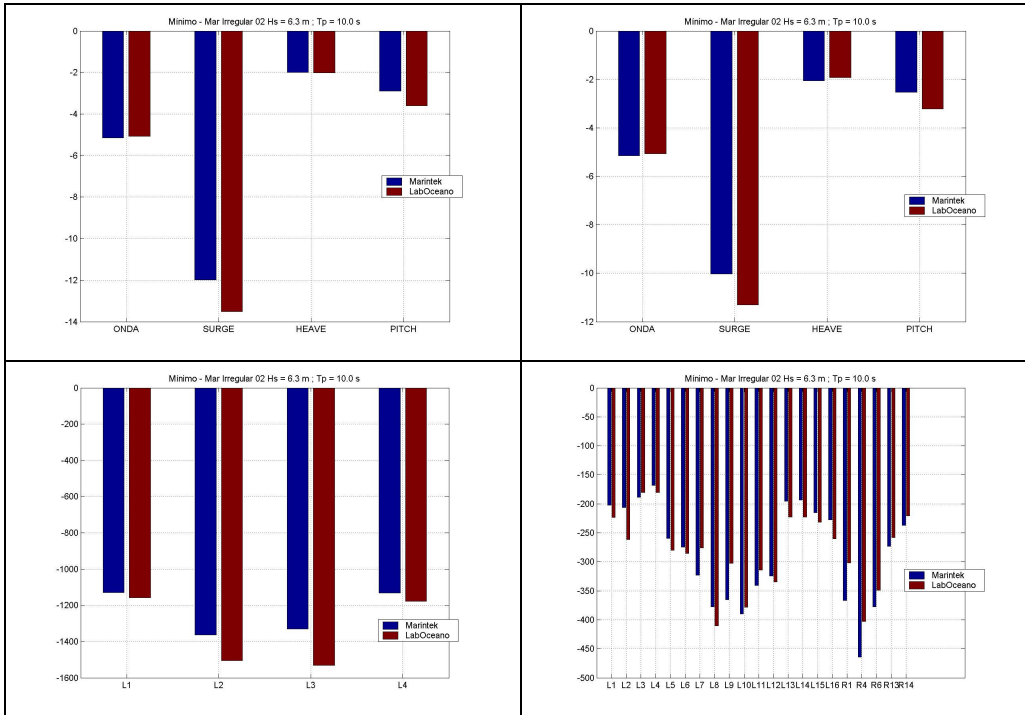 Mínimo - Mar Irregular 02 Hs = 6.3 m ; Tp = 10.0 s
0
-2
-4
-6
-8
-10
-12
-14
ONDA SURGE HEAVE PITCH
Marintek
LabOceano
Mínimo - Mar Irregular 02 Hs = 6.3 m ; Tp = 10.0 s
0
-2
-4
-6
-8
-10
-12
ONDA SURGE HEAVE PITCH
Marintek
LabOceano
Mínimo - Mar Irregular 02 Hs = 6.3 m ; Tp = 10.0 s
0
-200
-400
-600
-800
-1000
-1200
-1400
-1600
L1 L2 L3 L4
Marintek
LabOceano
Mínimo - Mar Irregular 02 Hs = 6.3 m ; Tp = 10.0 s
0
-50
-100
-150
-200
-250
-300
-350
-400
-450
-500
L1 L2 L3 L4 L5 L6 L7 L8 L9 L10 L11 L12 L13 L14 L15 L16 R1 R4 R6 R13 R14
Marintek
LabOceano